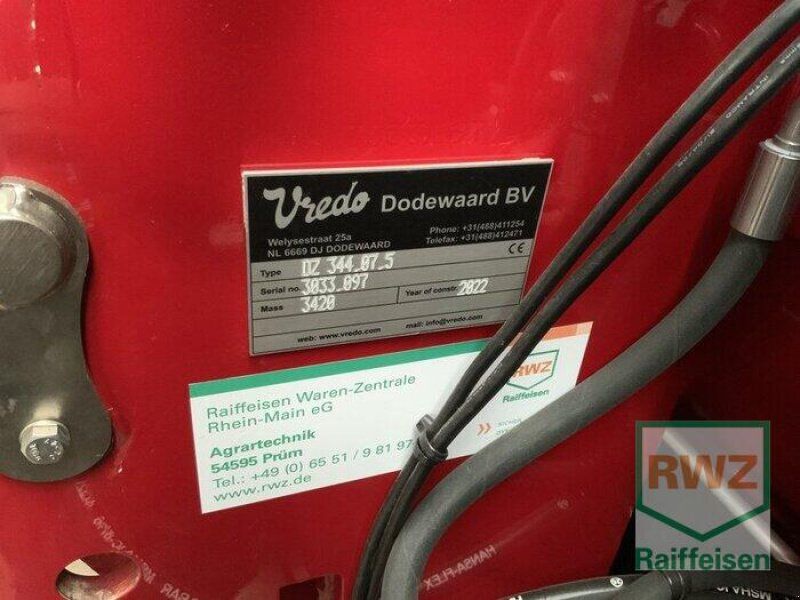 Vredo Dodewaard BV
Welysestraat 25a
NL 6669 DJ DODEWAARD
Phone: +31(488)411254
Telefax: +31(488)412471
CE
Type DZ 344.07.5
Serial no. 3033.097
Mass 3420
Year of constr. 2022
web: www.vredo.com
mail: info@vredo.com
Raiffeisen Waren-Zentrale
Rhein-Main eG
Agrartechnik
54595 Prüm
Tel.: +49 (0) 65 51 / 9 81 97
www.rwz.de
RWZ
Raiffeisen
HANSA-FLEX
RWZ
Raiffeisen